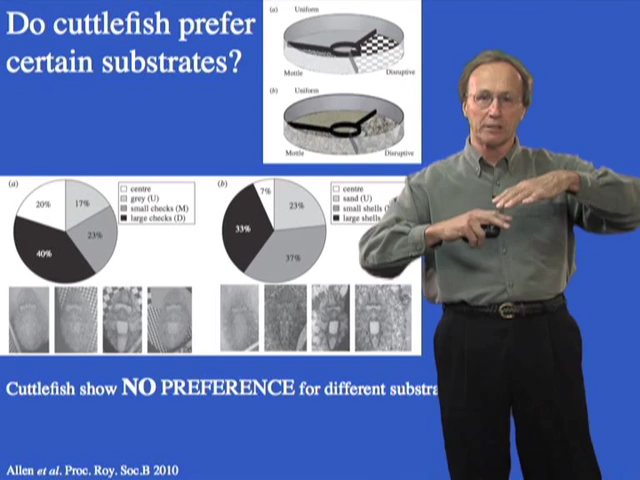 Do cuttlefish prefer
certain substrates?
(a) Uniform
Mottle Disruptive
(b) Uniform
Mottle Disruptive
(a)
20%
17%
23%
40%
centre
grey (U)
small checks (M)
large checks (D)
(b)
7%
23%
33%
37%
centre
sand (U)
small shells
large shells
Cuttlefish show NO PREFERENCE for different substra
Allen et al. Proc. Roy. Soc.B 2010